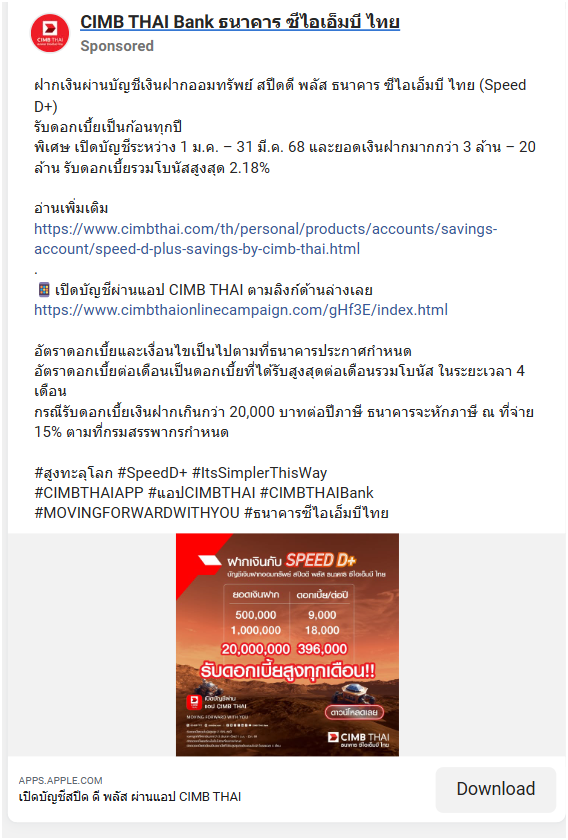 CIMB THAI Bank ธนาคาร ซีไอเอ็มบี ไทย
Sponsored
ฝากเงินผ่านบัญชีเงินฝากออมทรัพย์ สปีดดี พลัส ธนาคาร ซีไอเอ็มบี ไทย (Speed
D+)
รับดอกเบี้ยเป็นก้อนทุกปี
พิเศษ เปิดบัญชีระหว่าง 1 ม.ค. – 31 มี.ค. 68 และยอดเงินฝากมากกว่า 3 ล้าน – 20
ล้าน รับดอกเบี้ยรวมโบนัสสูงสุด 2.18%
อ่านเพิ่มเติม
https://www.cimbthai.com/th/personal/products/accounts/savings-
account/speed-d-plus-savings-by-cimb-thai.html
.
เปิดบัญชีผ่านแอป CIMB THAI ตามลิงก์ด้านล่างเลย
https://www.cimbthaionlinecampaign.com/gHf3E/index.html
อัตราดอกเบี้ยและเงื่อนไขเป็นไปตามที่ธนาคารประกาศกำหนด
อัตราดอกเบี้ยต่อเดือนเป็นดอกเบี้ยที่ได้รับสูงสุดต่อเดือนรวมโบนัส ในระยะเวลา 4
เดือน
กรณีรับดอกเบี้ยเงินฝากเกินกว่า 20,000 บาทต่อปีภาษี ธนาคารจะหักภาษี ณ ที่จ่าย
15% ตามที่กรมสรรพากรกำหนด
#สูงทะลุโลก #SpeedD+ #ItsSimplerThisWay
#CIMBTHAIAPP #แอปCIMBTHAI #CIMBTHAIBank
#MOVINGFORWARDWITHYOU #ธนาคารซีไอเอ็มบีไทย
ฝากเงินกับ SPEED D+
บัญชีเงินฝากออมทรัพย์ สปีดดี พลัส ธนาคาร ซีไอเอ็มบี ไทย
ยอดเงินฝาก ดอกเบี้ย/ต่อปี
500,000 9,000
1,000,000 18,000
20,000,000 396,000
รับดอกเบี้ยสูงทุกเดือน!!
เปิดบัญชีผ่าน
แอป CIMB THAI
ดาวน์โหลดเลย
MOVING FORWARD WITH YOU
CIMB THAI
ธนาคาร ซีไอเอ็มบี ไทย
APPS.APPLE.COM
เปิดบัญชีสปีด ดี พลัส ผ่านแอป CIMB THAI
Download